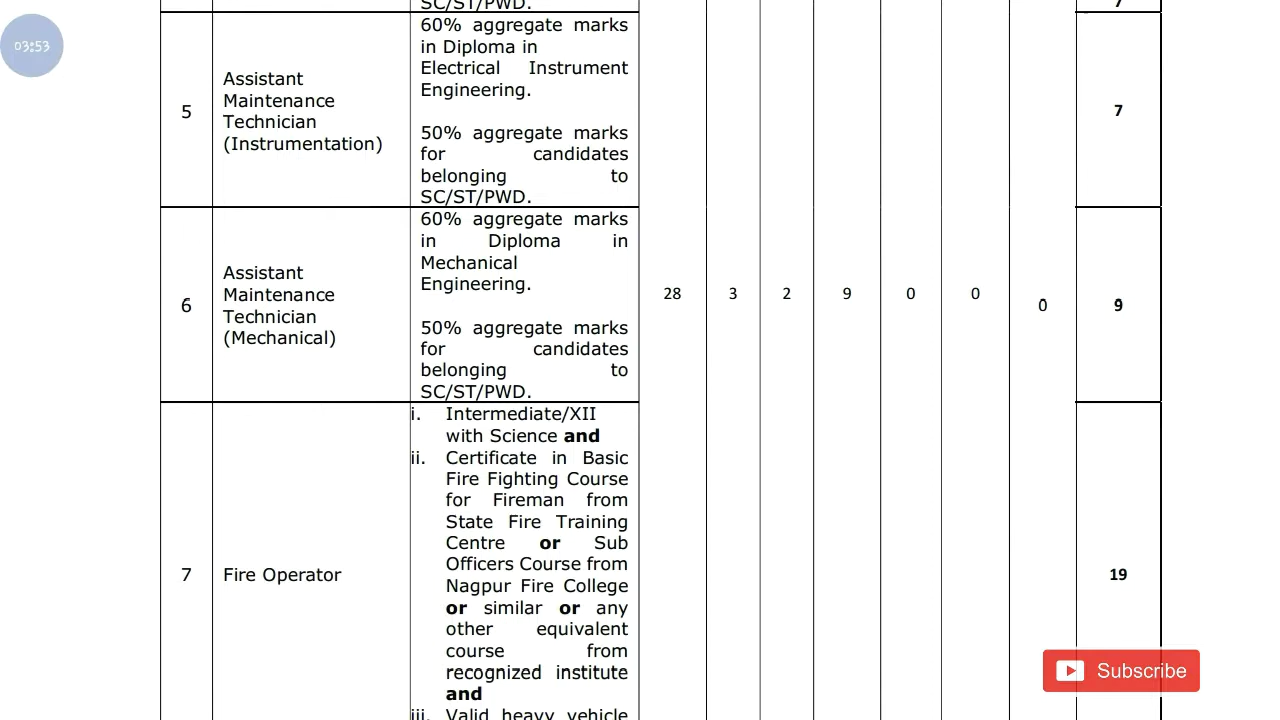 SC/ST/PWD.
7
03:53
5
Assistant
Maintenance
Technician
(Instrumentation)
60% aggregate marks
in Diploma in
Electrical Instrument
Engineering.
50% aggregate marks
for candidates
belonging to
SC/ST/PWD.
7
6
Assistant
Maintenance
Technician
(Mechanical)
60% aggregate marks
in Diploma in
Mechanical
Engineering.
50% aggregate marks
for candidates
belonging to
SC/ST/PWD.
28 3 2 9 0 0 0 9
7
Fire Operator
i. Intermediate/XII
with Science and
ii. Certificate in Basic
Fire Fighting Course
for Fireman from
State Fire Training
Centre or Sub
Officers Course from
Nagpur Fire College
or similar or any
other equivalent
course from
recognized institute
and
iii. Valid heavy vehicle
19
Subscribe